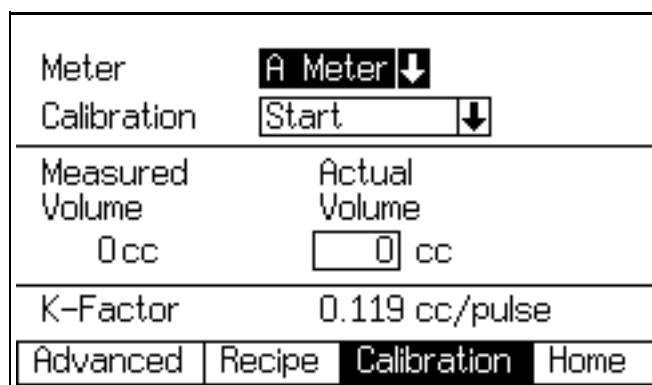 Meter A Meter
Calibration Start
Measured Actual
Volume Volume
0 cc 0 cc
K-Factor 0.119 cc/pulse
Advanced Recipe Calibration Home